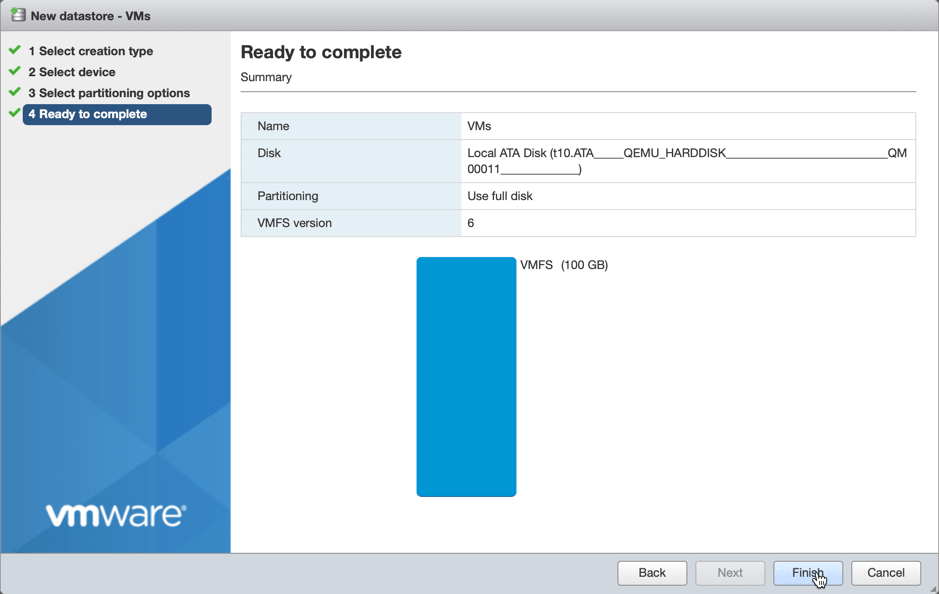 New datastore - VMs
1 Select creation type
2 Select device
3 Select partitioning options
4 Ready to complete
Ready to complete
Summary
Name VMs
Disk Local ATA Disk (t10.ATA_____QEMU_HARDDISK___________________________QM
00011_____________)
Partitioning Use full disk
VMFS version 6
VMFS (100 GB)
vmware®
Back Next Finish Cancel